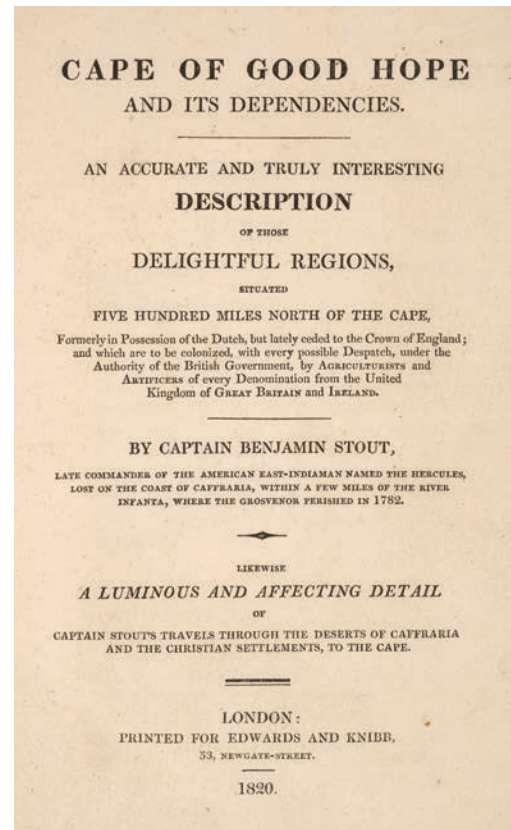 CAPE OF GOOD HOPE
AND ITS DEPENDENCIES.
AN ACCURATE AND TRULY INTERESTING
DESCRIPTION
OF THOSE
DELIGHTFUL REGIONS,
SITUATED
FIVE HUNDRED MILES NORTH OF THE CAPE,
Formerly in Possession of the Dutch, but lately ceded to the Crown of England;
and which are to be colonized, with every possible Despatch, under the
Authority of the British Government, by AGRICULTURISTS and
ARTIFICERS of every Denomination from the United
Kingdom of GREAT BRITAIN and IRELAND.
BY CAPTAIN BENJAMIN STOUT,
LATE COMMANDER OF THE AMERICAN EAST-INDIAMAN NAMED THE HERCULES,
LOST ON THE COAST OF CAFFRARIA, WITHIN A FEW MILES OF THE RIVER
INFANTA, WHERE THE GROSVENOR PERISHED IN 1782.
LIKEWISE
A LUMINOUS AND AFFECTING DETAIL
OF
CAPTAIN STOUT'S TRAVELS THROUGH THE DESERTS OF CAFFRARIA
AND THE CHRISTIAN SETTLEMENTS, TO THE CAPE.
LONDON:
PRINTED FOR EDWARDS AND KNIBB,
53, NEWGATE-STREET.
1820.